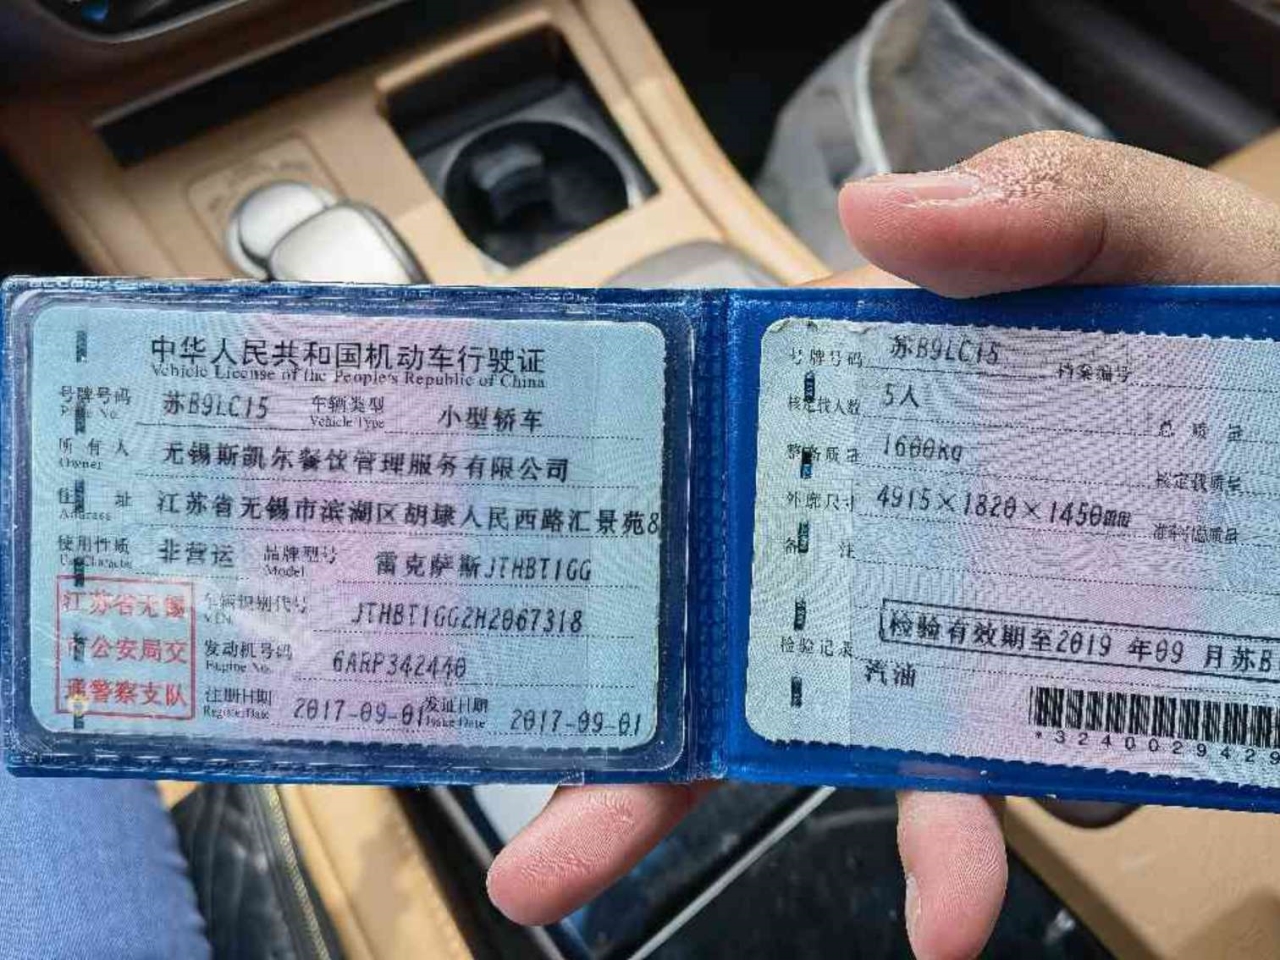 中华人民共和国机动车行驶证
Vehicle License of the People's Republic of China
号牌号码 苏B9LC15 车辆类型 小型轿车
Plate No. Vehicle Type
所有人 无锡斯凯尔餐饮管理服务有限公司
Owner
住 址 江苏省无锡市滨湖区胡埭人民西路汇景苑8
Address
使用性质 非营运 品牌型号 雷克萨斯JTHBT1GG
Use Character Model
江苏省无锡
市公安局交
通警察支队
车辆识别代号 JTHBT1GG2H2067318
VIN
发动机号码 6ARP342440
Engine No.
注册日期 2017-09-01 发证日期 2017-09-01
Register Date Issue Date
号牌号码 苏B9LC15 档案编号
核定载人数 5人 总质量
整备质量 1600kg 核定载质量
外廓尺寸 4915×1820×1450mm 准牵引总质量
备 注
检验有效期至2019 年09 月苏B
检验记录
汽油
*3240029429